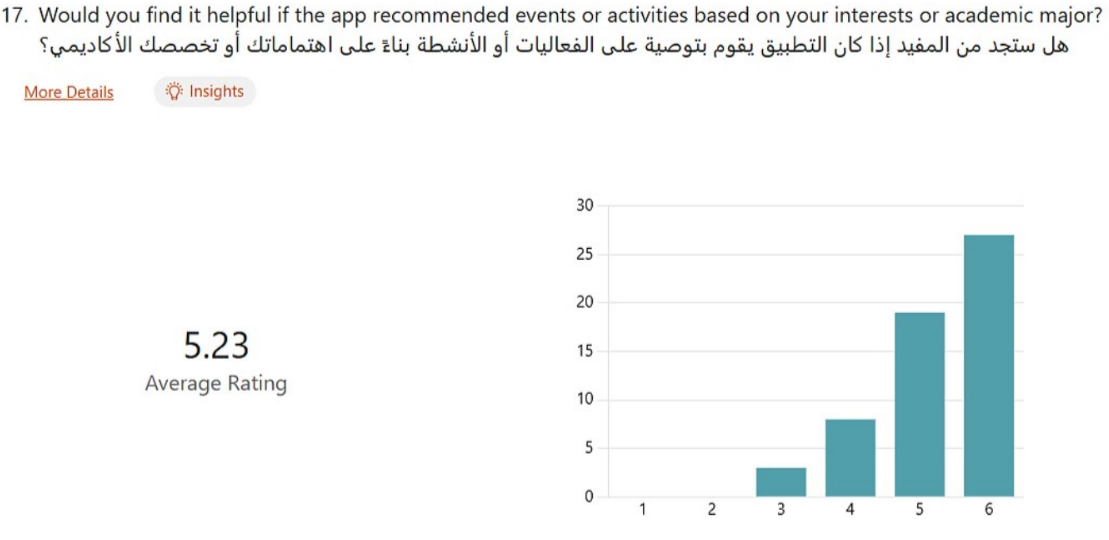 17. Would you find it helpful if the app recommended events or activities based on your interests or academic major?
هل ستجد من المفيد إذا كان التطبيق يقوم بتوصية على الفعاليات أو الأنشطة بناءً على اهتماماتك أو تخصصك الأكاديمي؟
More Details
Insights
5.23
Average Rating
30
25
20
15
10
5
0
1 2 3 4 5 6